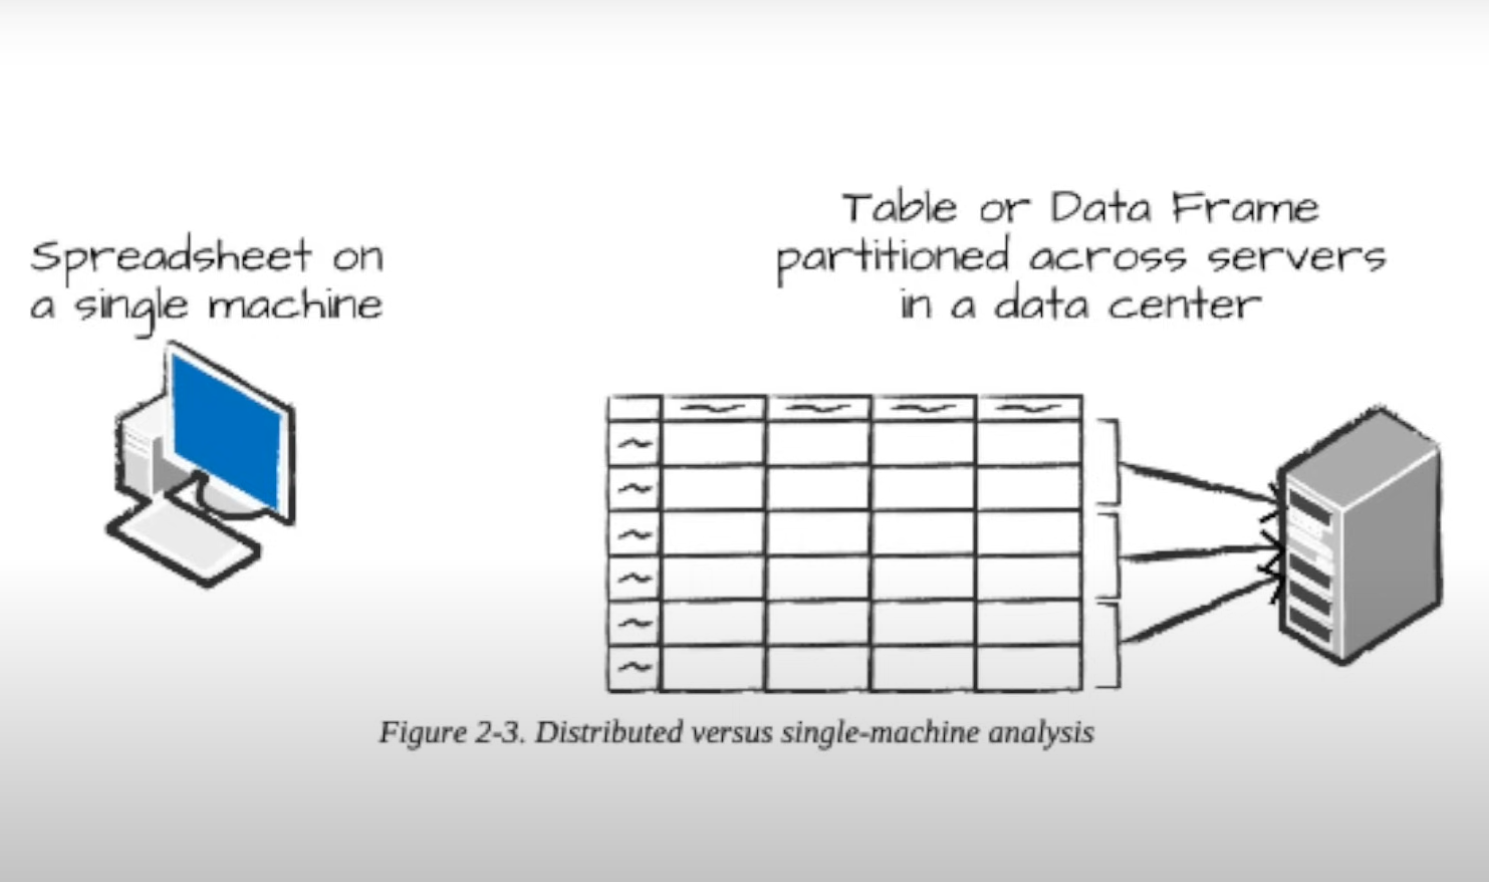 Spreadsheet on
a single machine
Table or Data Frame
partitioned across servers
in a data center
Figure 2-3. Distributed versus single-machine analysis